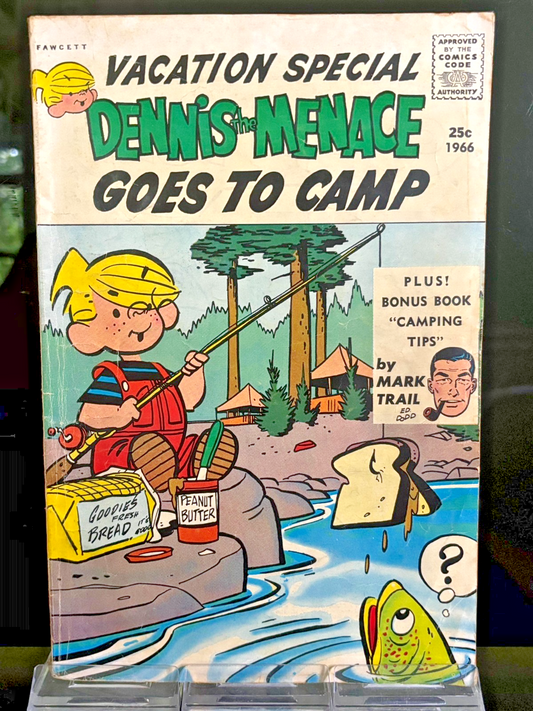 FAWCETT
VACATION SPECIAL
DENNIS the MENACE
GOES TO CAMP
APPROVED
BY THE
COMICS
CODE
AUTHORITY
25c
1966
PLUS!
BONUS BOOK
"CAMPING
TIPS"
by
MARK
TRAIL
ED
DODD
GOODIES
FRESH
BREAD
PEANUT
BUTTER
?